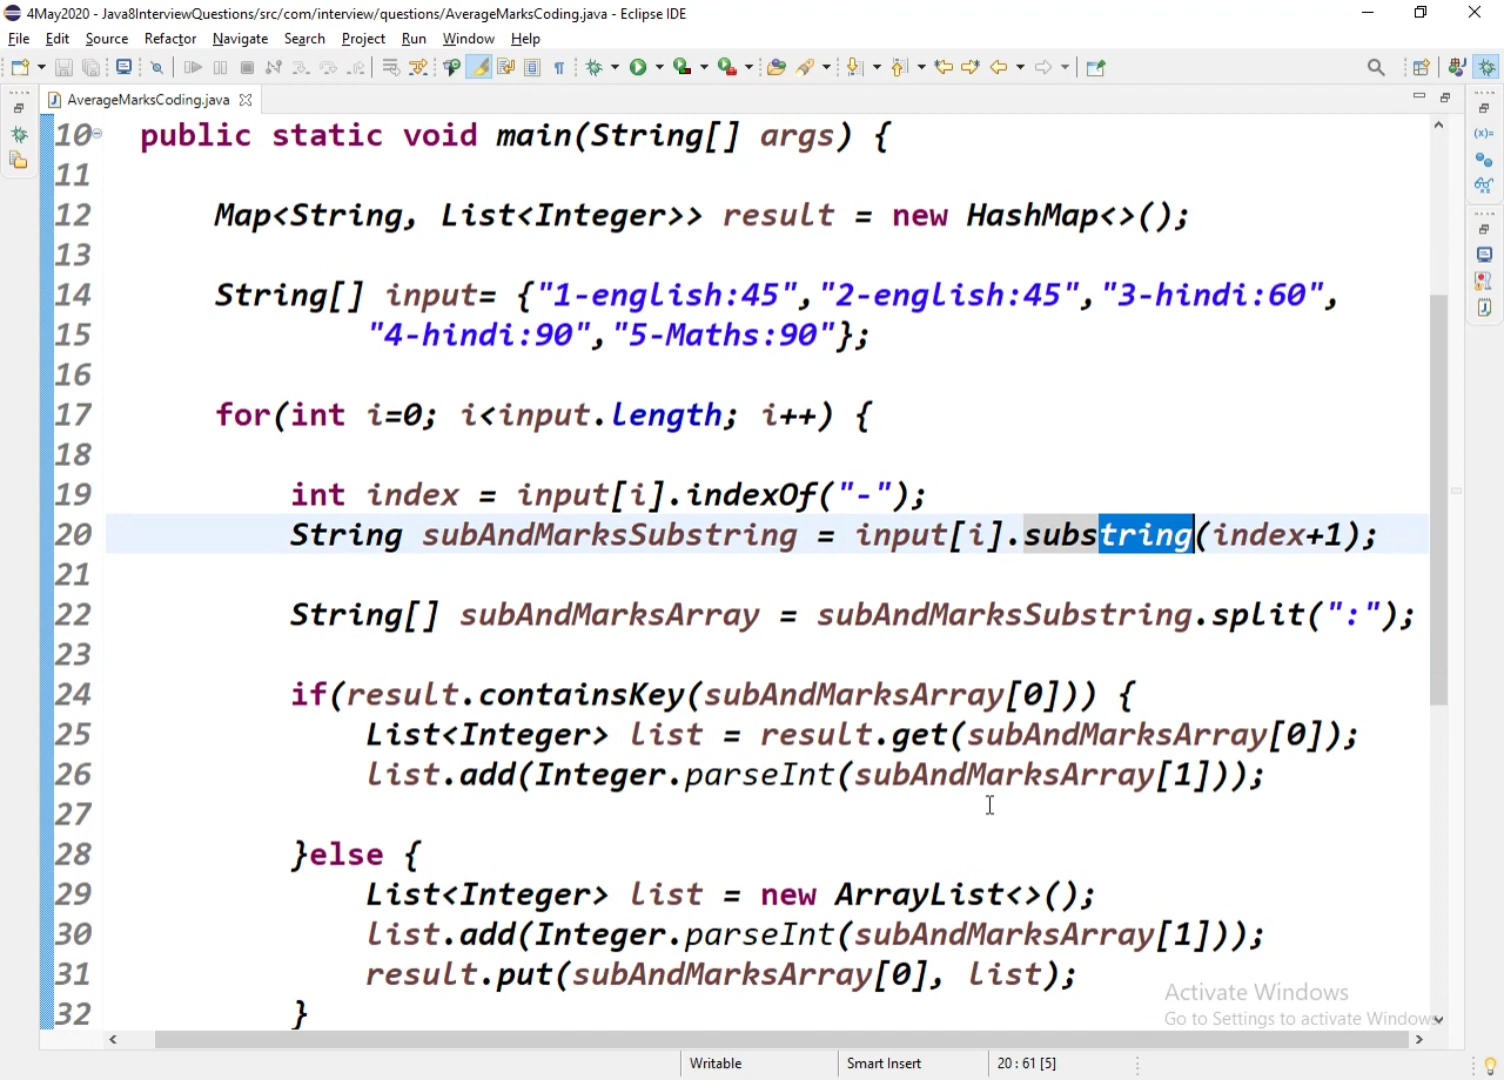 4May2020 - Java8InterviewQuestions/src/com/interview/questions/AverageMarksCoding.java - Eclipse IDE
File Edit Source Refactor Navigate Search Project Run Window Help
AverageMarksCoding.java
10 public static void main(String[] args) {
11
12 Map<String, List<Integer>> result = new HashMap<>();
13
14 String[] input= {"1-english:45","2-english:45","3-hindi:60",
15 "4-hindi:90","5-Maths:90"};
16
17 for(int i=0; i<input.length; i++) {
18
19 int index = input[i].indexOf("-");
20 String subAndMarksSubstring = input[i].substring(index+1);
21
22 String[] subAndMarksArray = subAndMarksSubstring.split(":");
23
24 if(result.containsKey(subAndMarksArray[0])) {
25 List<Integer> list = result.get(subAndMarksArray[0]);
26 list.add(Integer.parseInt(subAndMarksArray[1]));
27
28 }else {
29 List<Integer> list = new ArrayList<>();
30 list.add(Integer.parseInt(subAndMarksArray[1]));
31 result.put(subAndMarksArray[0], list);
32 }
Activate Windows
Go to Settings to activate Windows.
Writable Smart Insert 20 : 61 [5]